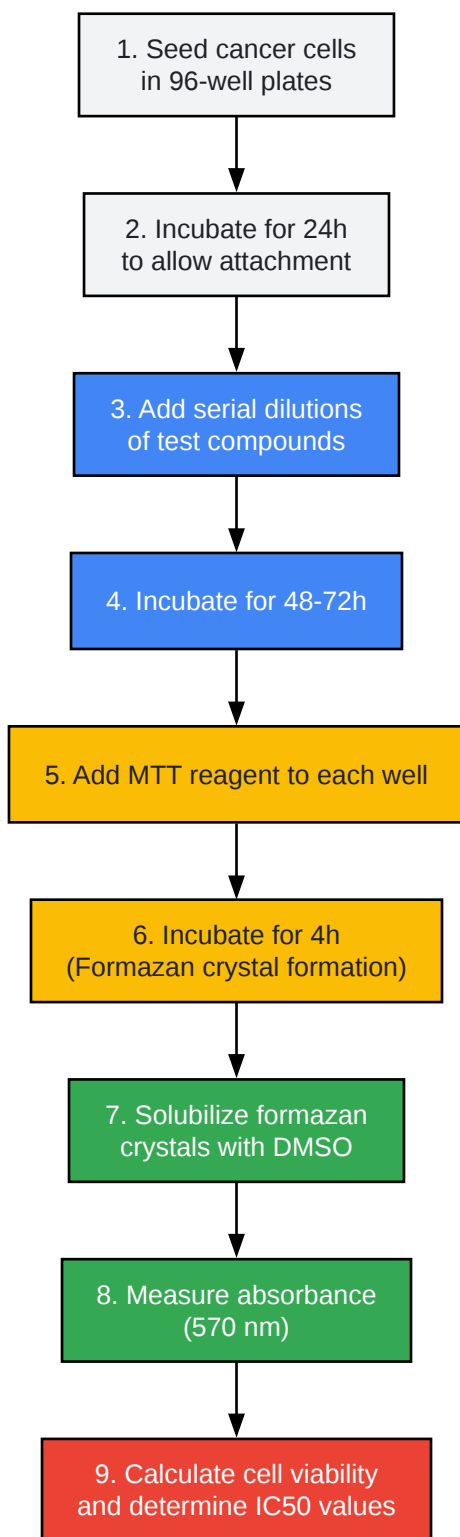 1. Seed cancer cells
in 96-well plates
2. Incubate for 24h
to allow attachment
3. Add serial dilutions
of test compounds
4. Incubate for 48-72h
5. Add MTT reagent to each well
6. Incubate for 4h
(Formazan crystal formation)
7. Solubilize formazan
crystals with DMSO
8. Measure absorbance
(570 nm)
9. Calculate cell viability
and determine IC50 values